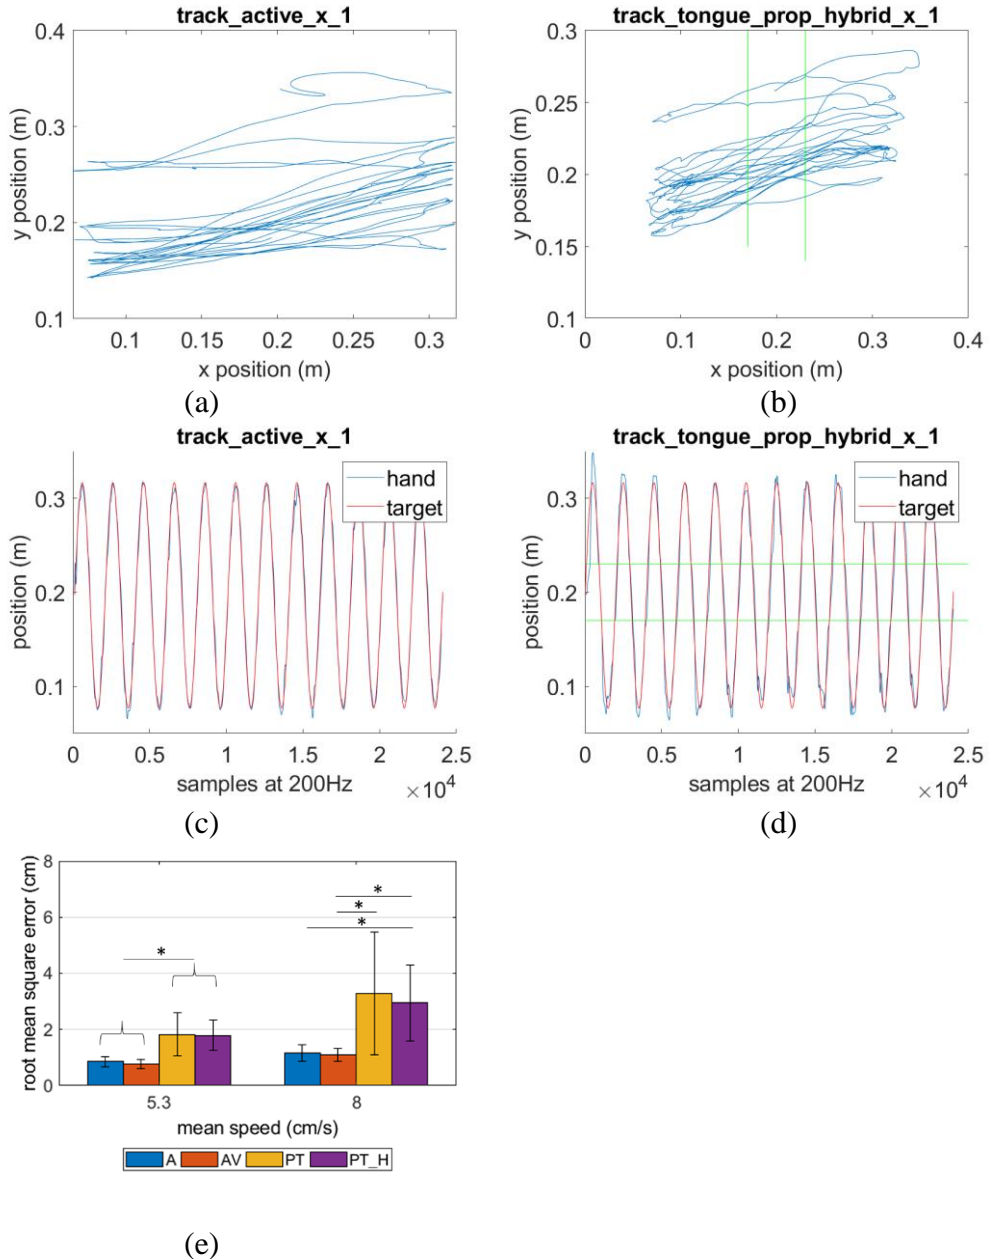 track_active_x_1
0.4
0.3
0.2
0.1
y position (m)
0.1 0.15 0.2 0.25 0.3
x position (m)
(a)
track_tongue_prop_hybrid_x_1
0.3
0.25
0.2
0.15
0.1
y position (m)
0 0.1 0.2 0.3 0.4
x position (m)
(b)
track_active_x_1
hand
target
0.3
0.2
0.1
position (m)
0 0.5 1 1.5 2 2.5
samples at 200Hz
×10⁴
(c)
track_tongue_prop_hybrid_x_1
hand
target
0.3
0.2
0.1
position (m)
0 0.5 1 1.5 2 2.5
samples at 200Hz
×10⁴
(d)
8
6
4
2
0
root mean square error (cm)
*
*
*
*
5.3 8
mean speed (cm/s)
A AV PT PT_H
(e)